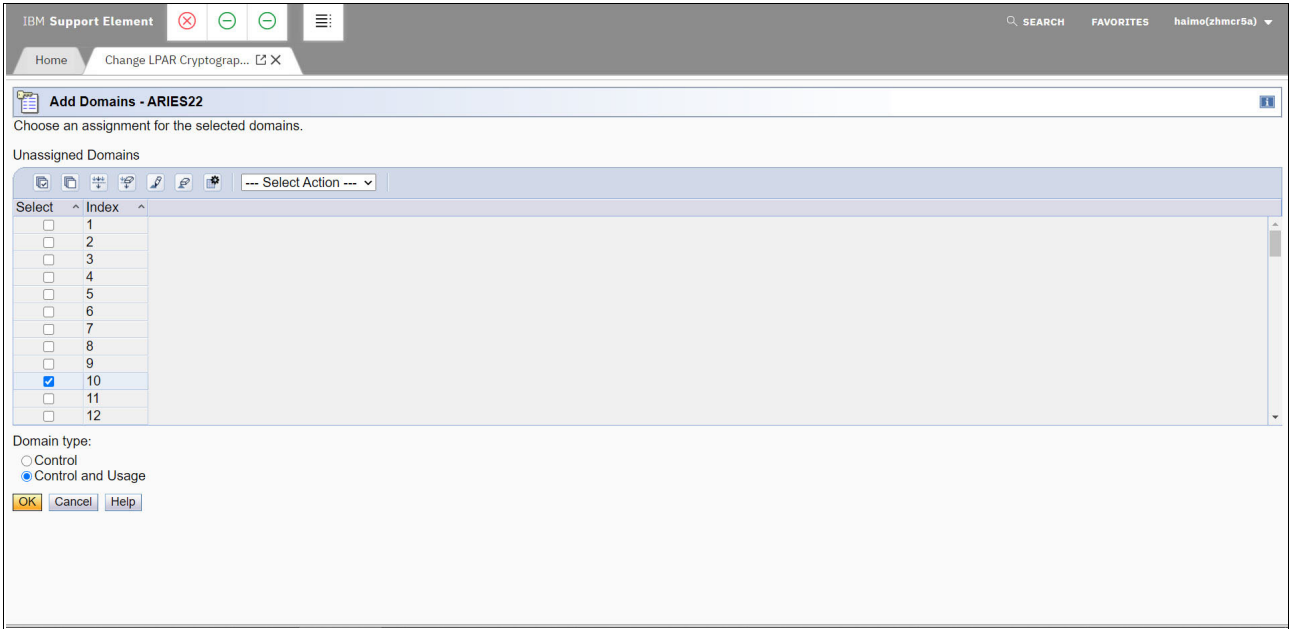 IBM Support Element
SEARCH FAVORITES haimo(zhmcr5a)
Home Change LPAR Cryptograp...
Add Domains - ARIES22
Choose an assignment for the selected domains.
Unassigned Domains
--- Select Action ---
Select Index
1
2
3
4
5
6
7
8
9
10
11
12
Domain type:
Control
Control and Usage
OK Cancel Help